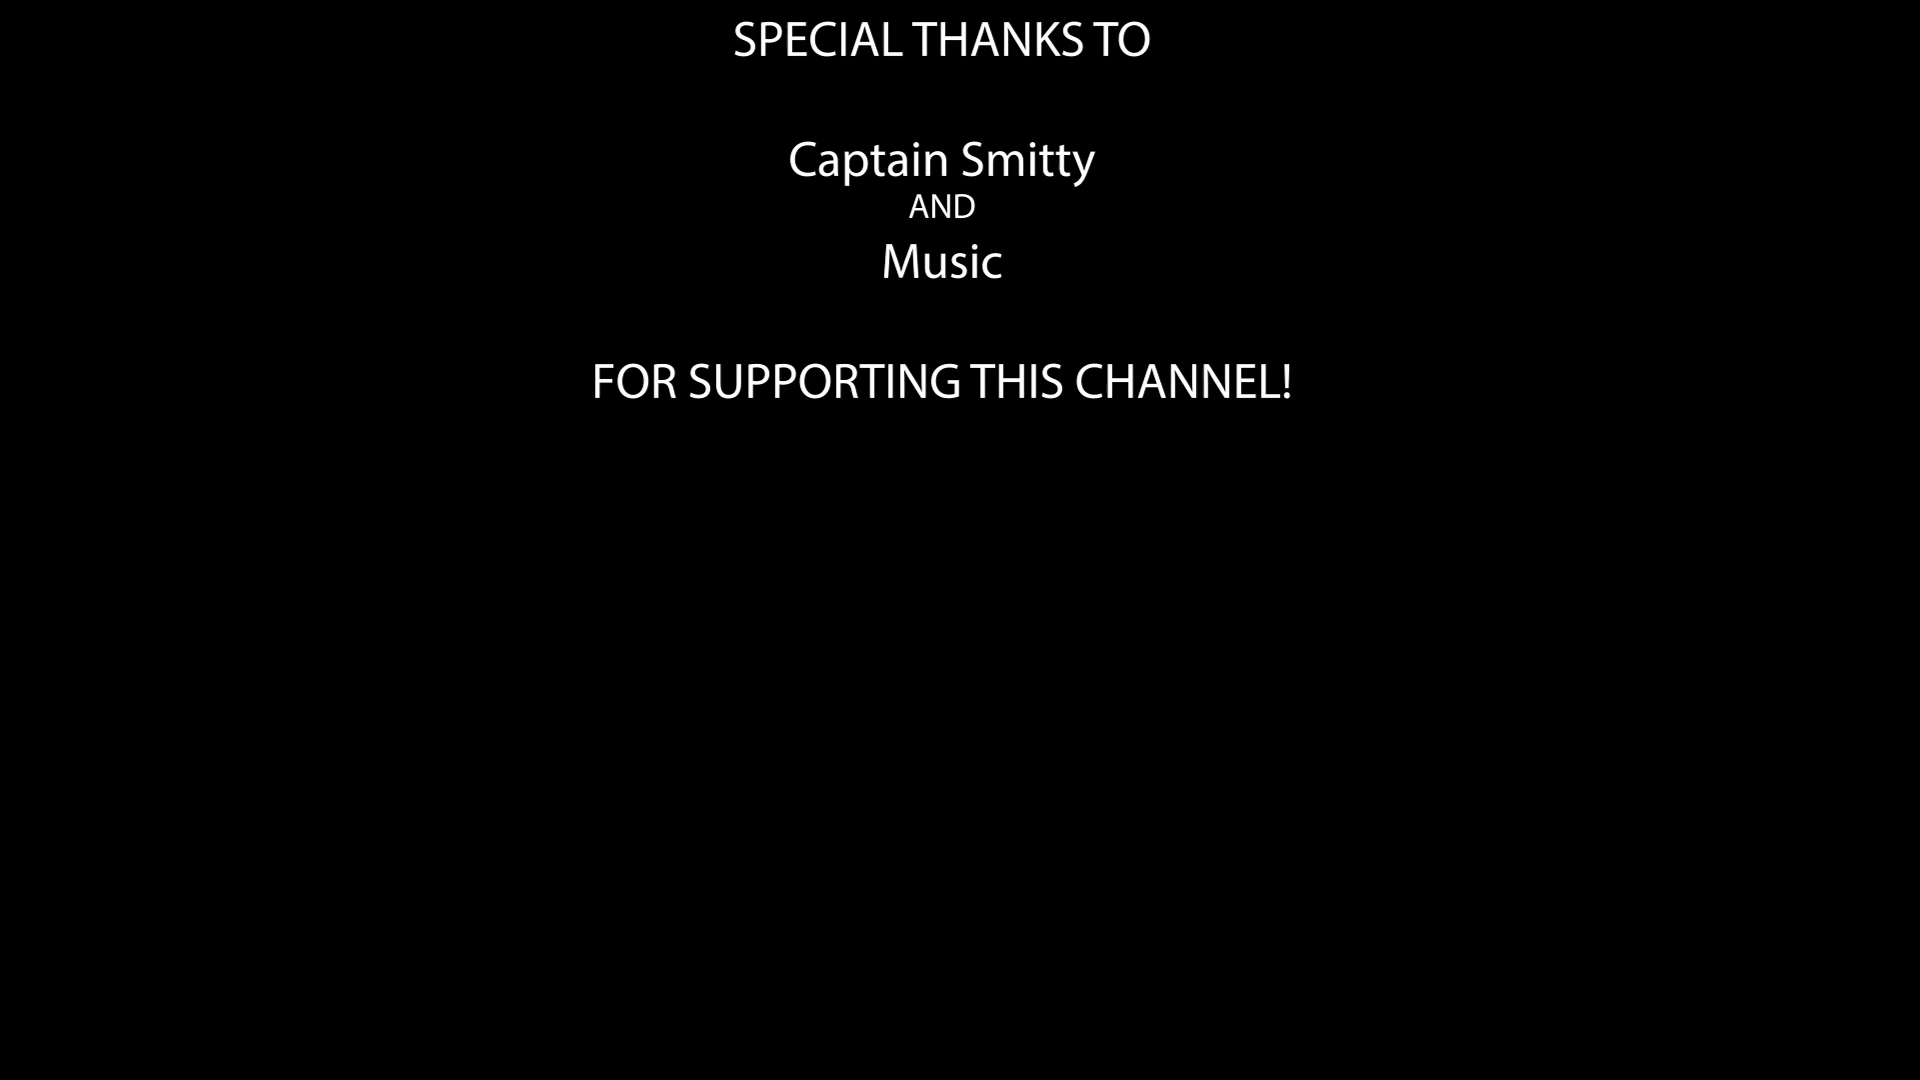 SPECIAL THANKS TO
Captain Smitty
AND
Music
FOR SUPPORTING THIS CHANNEL!